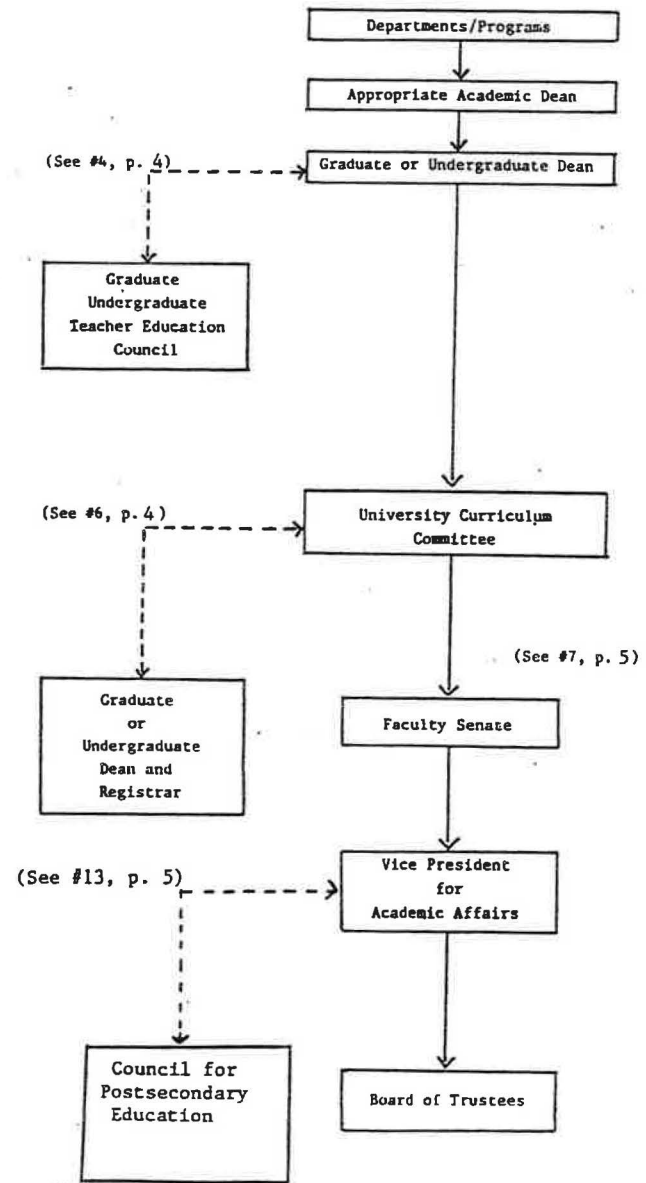 Departments/Programs
Appropriate Academic Dean
(See #4, p. 4)
Graduate or Undergraduate Dean
Graduate
Undergraduate
Teacher Education
Council
(See #6, p. 4)
University Curriculum
Committee
(See #7, p. 5)
Graduate
or
Undergraduate
Dean and
Registrar
Faculty Senate
(See #13, p. 5)
Vice President
for
Academic Affairs
Council for
Postsecondary
Education
Board of Trustees